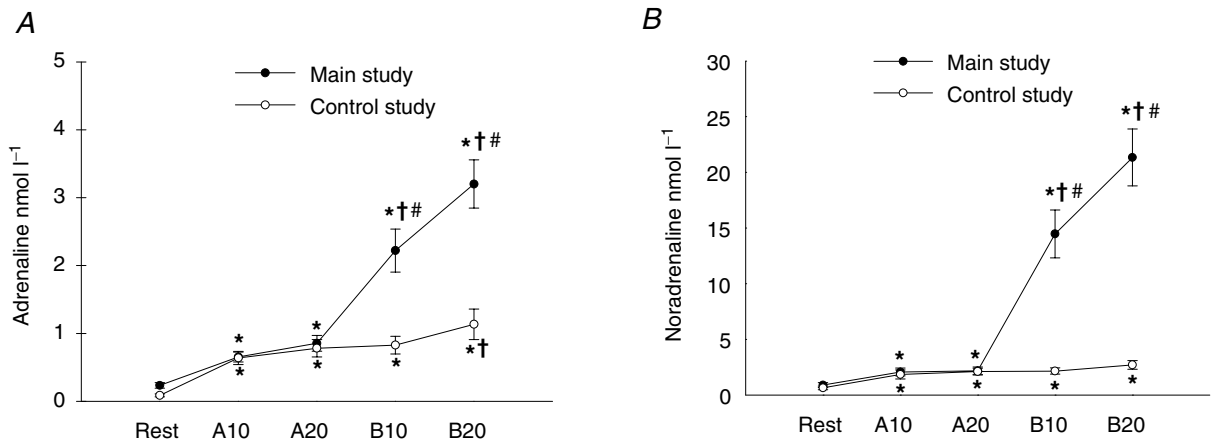 A
Adrenaline nmol l⁻¹
5
4
3
2
1
0
Main study
Control study
*†#
*†#
*
*
*
*
*
*†
Rest A10 A20 B10 B20
B
Noradrenaline nmol l⁻¹
30
25
20
15
10
5
0
Main study
Control study
*†#
*†#
*
*
*
*
*
*
Rest A10 A20 B10 B20